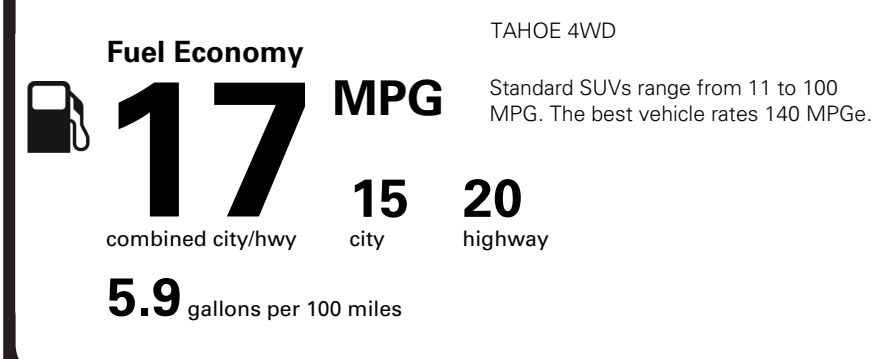 TAHOE 4WD
Fuel Economy
17 MPG
Standard SUVs range from 11 to 100
MPG. The best vehicle rates 140 MPGe.
15
20
combined city/hwy
city
highway
5.9 gallons per 100 miles